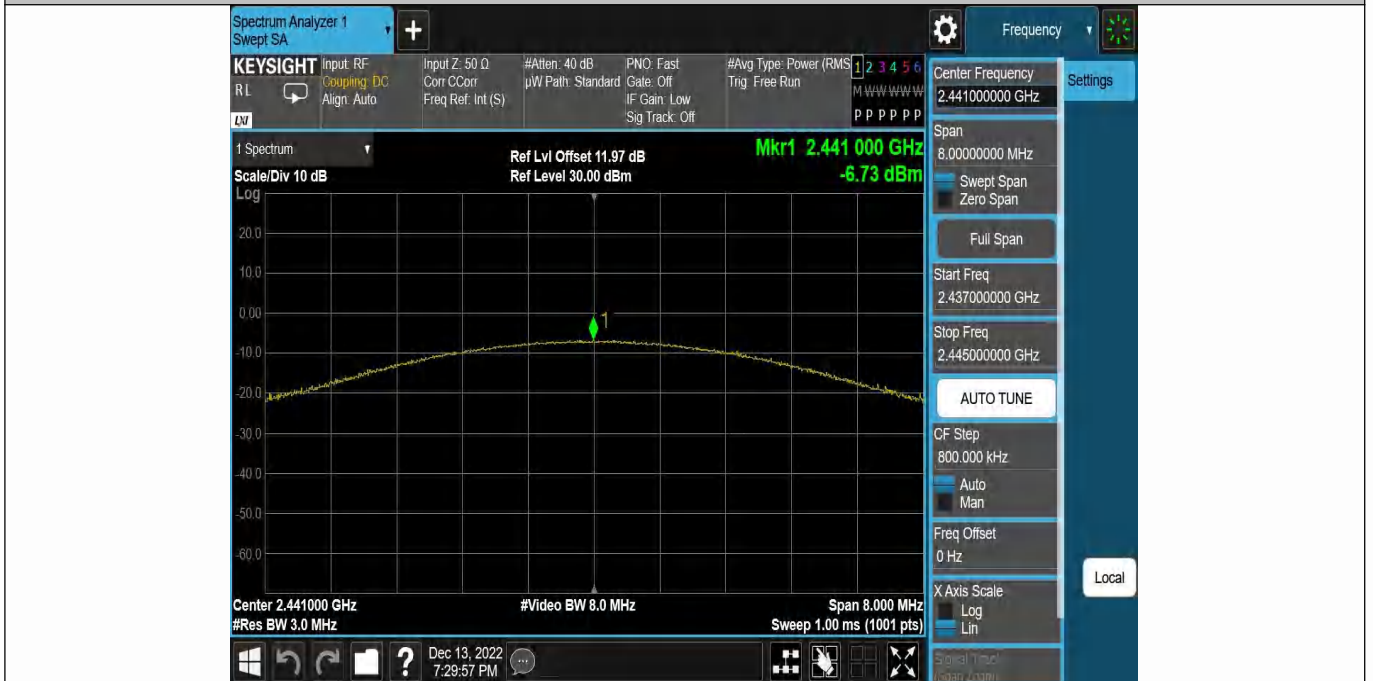 Spectrum Analyzer 1
Swept SA
+
Frequency
KEYSIGHT
R L
LXI
Input: RF
Coupling: DC
Align: Auto
Input Z: 50 Ω
Corr CCorr
Freq Ref: Int (S)
#Atten: 40 dB
µW Path: Standard
PNO: Fast
Gate: Off
IF Gain: Low
Sig Track: Off
#Avg Type: Power (RMS
Trig: Free Run
1 2 3 4 5 6
M W W W W W
P P P P P P
1 Spectrum
Scale/Div 10 dB
Ref Lvl Offset 11.97 dB
Ref Level 30.00 dBm
Mkr1 2.441 000 GHz
-6.73 dBm
Log
20.0
10.0
0.00
-10.0
-20.0
-30.0
-40.0
-50.0
-60.0
1
Center 2.441000 GHz
#Res BW 3.0 MHz
#Video BW 8.0 MHz
Span 8.000 MHz
Sweep 1.00 ms (1001 pts)
Center Frequency
2.441000000 GHz
Settings
Span
8.00000000 MHz
Swept Span
Zero Span
Full Span
Start Freq
2.437000000 GHz
Stop Freq
2.445000000 GHz
AUTO TUNE
CF Step
800.000 kHz
Auto
Man
Freq Offset
0 Hz
X Axis Scale
Log
Lin
Signal Track
(Span Zoom)
Local
?
Dec 13, 2022
7:29:57 PM